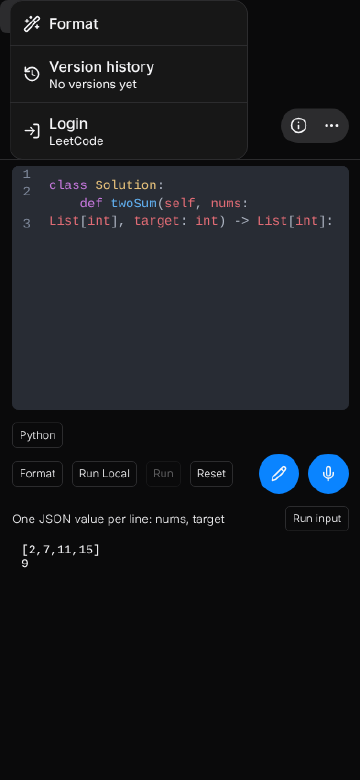 Format
Version history
No versions yet
Login
LeetCode
1
class Solution:
2
    def twoSum(self, nums:
List[int], target: int) -> List[int]:
3
Python
Format
Run Local
Run
Reset
One JSON value per line: nums, target
Run input
[2,7,11,15]
9